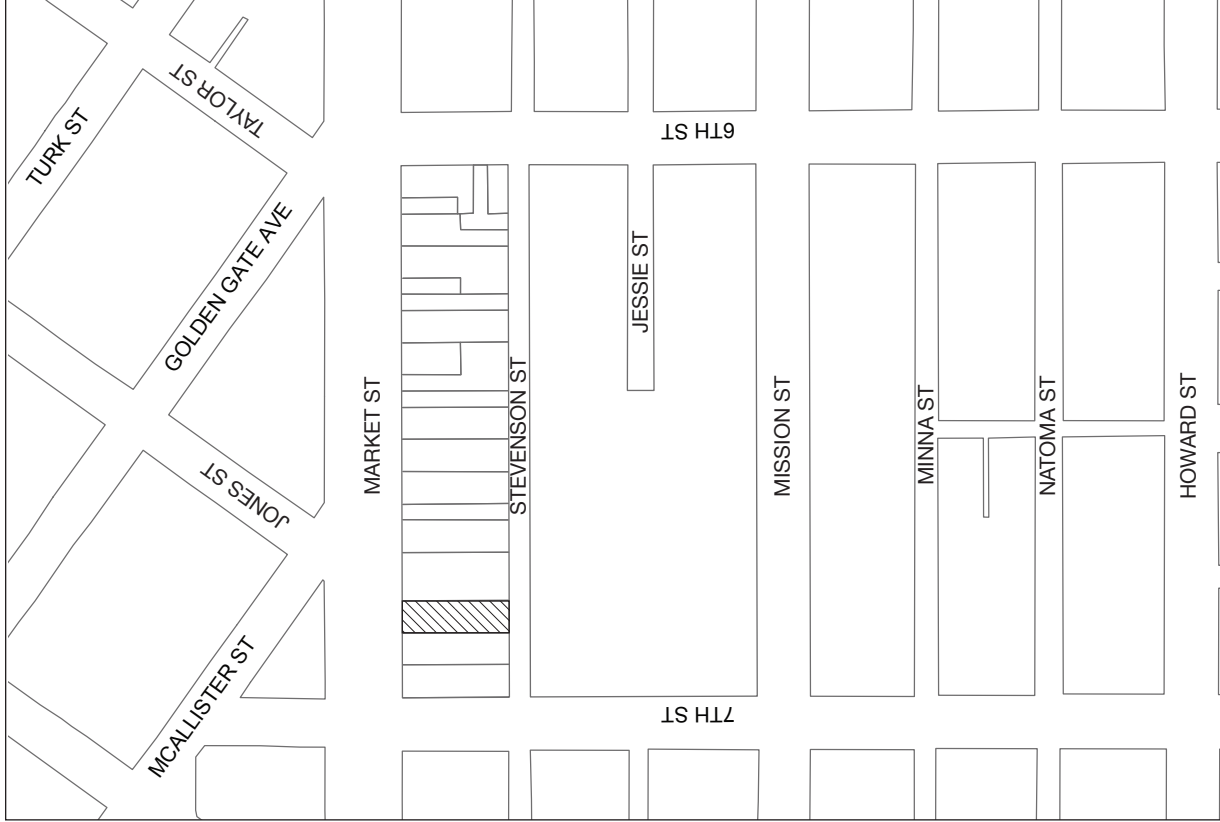 TAYLOR ST
TURK ST
6TH ST
GOLDEN GATE AVE
JESSIE ST
MARKET ST
STEVENSON ST
MISSION ST
MINNA ST
NATOMA ST
HOWARD ST
JONES ST
MCALLISTER ST
7TH ST